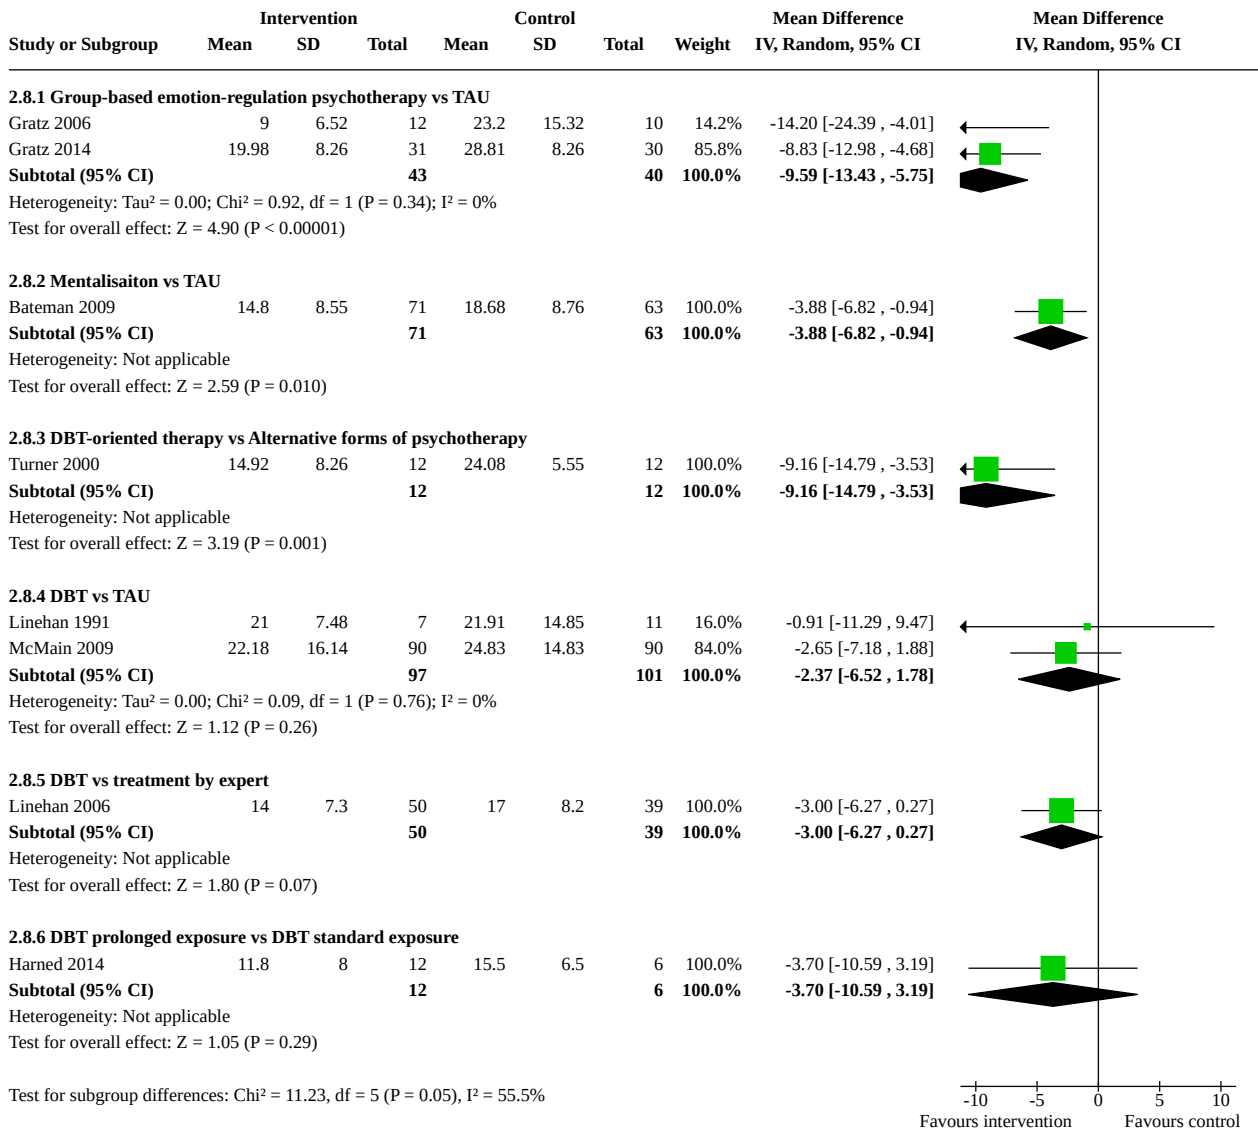 Intervention Control Mean Difference Mean Difference
Study or Subgroup Mean SD Total Mean SD Total Weight IV, Random, 95% CI IV, Random, 95% CI
2.8.1 Group-based emotion-regulation psychotherapy vs TAU
Gratz 2006 9 6.52 12 23.2 15.32 10 14.2% -14.20 [-24.39 , -4.01]
Gratz 2014 19.98 8.26 31 28.81 8.26 30 85.8% -8.83 [-12.98 , -4.68]
Subtotal (95% CI) 43 40 100.0% -9.59 [-13.43 , -5.75]
Heterogeneity: Tau² = 0.00; Chi² = 0.92, df = 1 (P = 0.34); I² = 0%
Test for overall effect: Z = 4.90 (P < 0.00001)
2.8.2 Mentalisaiton vs TAU
Bateman 2009 14.8 8.55 71 18.68 8.76 63 100.0% -3.88 [-6.82 , -0.94]
Subtotal (95% CI) 71 63 100.0% -3.88 [-6.82 , -0.94]
Heterogeneity: Not applicable
Test for overall effect: Z = 2.59 (P = 0.010)
2.8.3 DBT-oriented therapy vs Alternative forms of psychotherapy
Turner 2000 14.92 8.26 12 24.08 5.55 12 100.0% -9.16 [-14.79 , -3.53]
Subtotal (95% CI) 12 12 100.0% -9.16 [-14.79 , -3.53]
Heterogeneity: Not applicable
Test for overall effect: Z = 3.19 (P = 0.001)
2.8.4 DBT vs TAU
Linehan 1991 21 7.48 7 21.91 14.85 11 16.0% -0.91 [-11.29 , 9.47]
McMain 2009 22.18 16.14 90 24.83 14.83 90 84.0% -2.65 [-7.18 , 1.88]
Subtotal (95% CI) 97 101 100.0% -2.37 [-6.52 , 1.78]
Heterogeneity: Tau² = 0.00; Chi² = 0.09, df = 1 (P = 0.76); I² = 0%
Test for overall effect: Z = 1.12 (P = 0.26)
2.8.5 DBT vs treatment by expert
Linehan 2006 14 7.3 50 17 8.2 39 100.0% -3.00 [-6.27 , 0.27]
Subtotal (95% CI) 50 39 100.0% -3.00 [-6.27 , 0.27]
Heterogeneity: Not applicable
Test for overall effect: Z = 1.80 (P = 0.07)
2.8.6 DBT prolonged exposure vs DBT standard exposure
Harned 2014 11.8 8 12 15.5 6.5 6 100.0% -3.70 [-10.59 , 3.19]
Subtotal (95% CI) 12 6 100.0% -3.70 [-10.59 , 3.19]
Heterogeneity: Not applicable
Test for overall effect: Z = 1.05 (P = 0.29)
Test for subgroup differences: Chi² = 11.23, df = 5 (P = 0.05), I² = 55.5%
-10 -5 0 5 10
Favours intervention Favours control